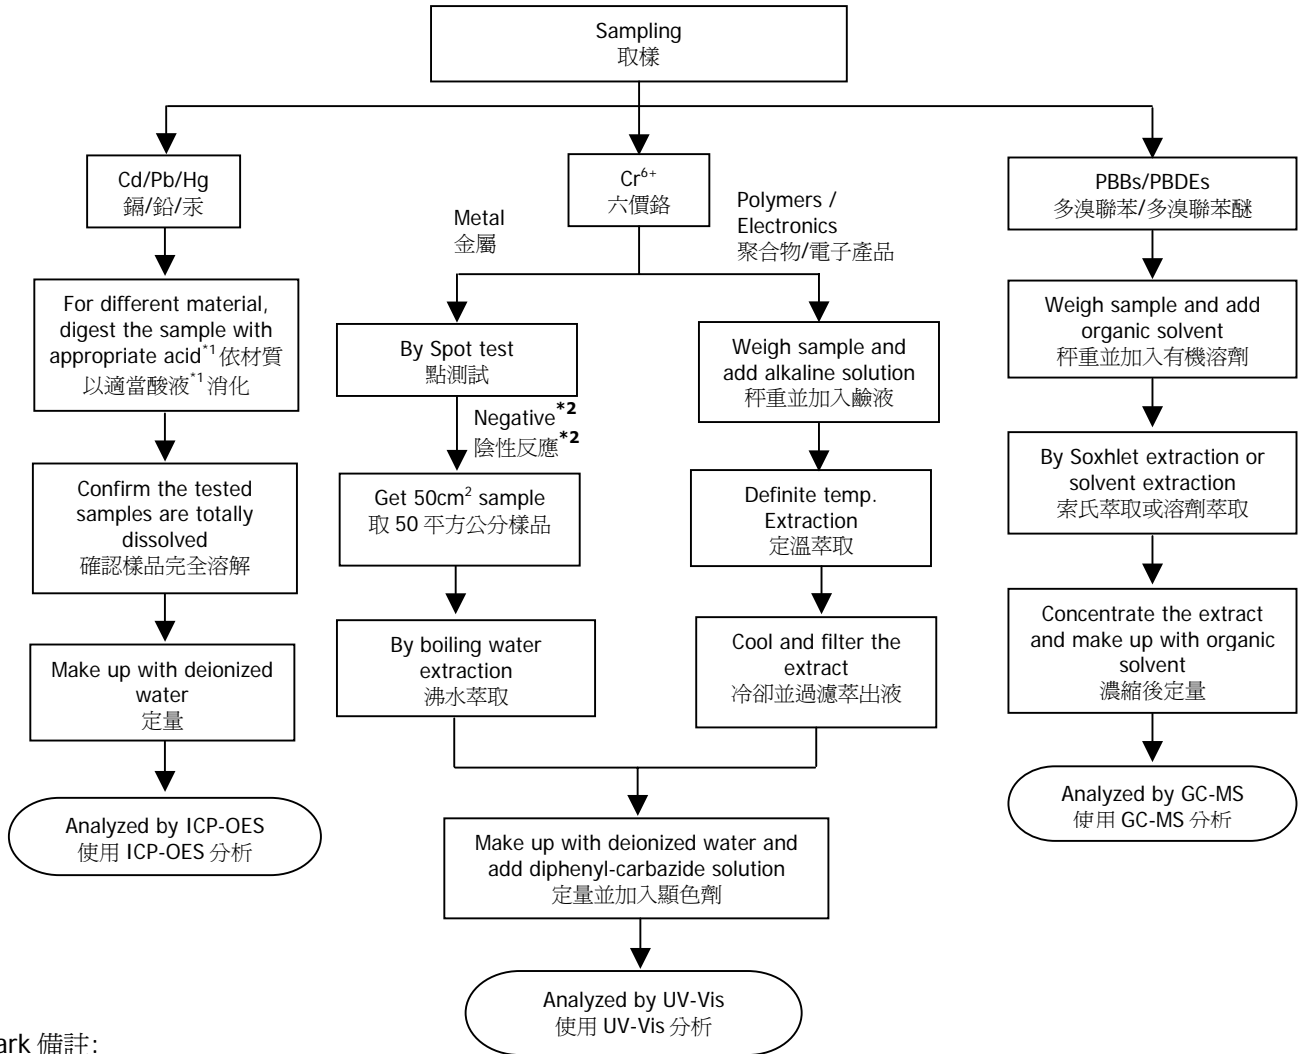 Sampling
取樣
Cd/Pb/Hg
鎘/鉛/汞
For different material,
digest the sample with
appropriate acid*1 依材質
以適當酸液*1 消化
Confirm the tested
samples are totally
dissolved
確認樣品完全溶解
Make up with deionized
water
定量
Analyzed by ICP-OES
使用 ICP-OES 分析
Cr6+
六價鉻
Metal
金屬
By Spot test
點測試
Negative*2
陰性反應*2
Get 50cm2 sample
取 50 平方公分樣品
By boiling water
extraction
沸水萃取
Polymers /
Electronics
聚合物/電子產品
Weigh sample and
add alkaline solution
秤重並加入鹼液
Definite temp.
Extraction
定溫萃取
Cool and filter the
extract
冷卻並過濾萃出液
Make up with deionized water and
add diphenyl-carbazide solution
定量並加入顯色劑
Analyzed by UV-Vis
使用 UV-Vis 分析
PBBs/PBDEs
多溴聯苯/多溴聯苯醚
Weigh sample and add
organic solvent
秤重並加入有機溶劑
By Soxhlet extraction or
solvent extraction
索氏萃取或溶劑萃取
Concentrate the extract
and make up with organic
solvent
濃縮後定量
Analyzed by GC-MS
使用 GC-MS 分析
ark 備註: